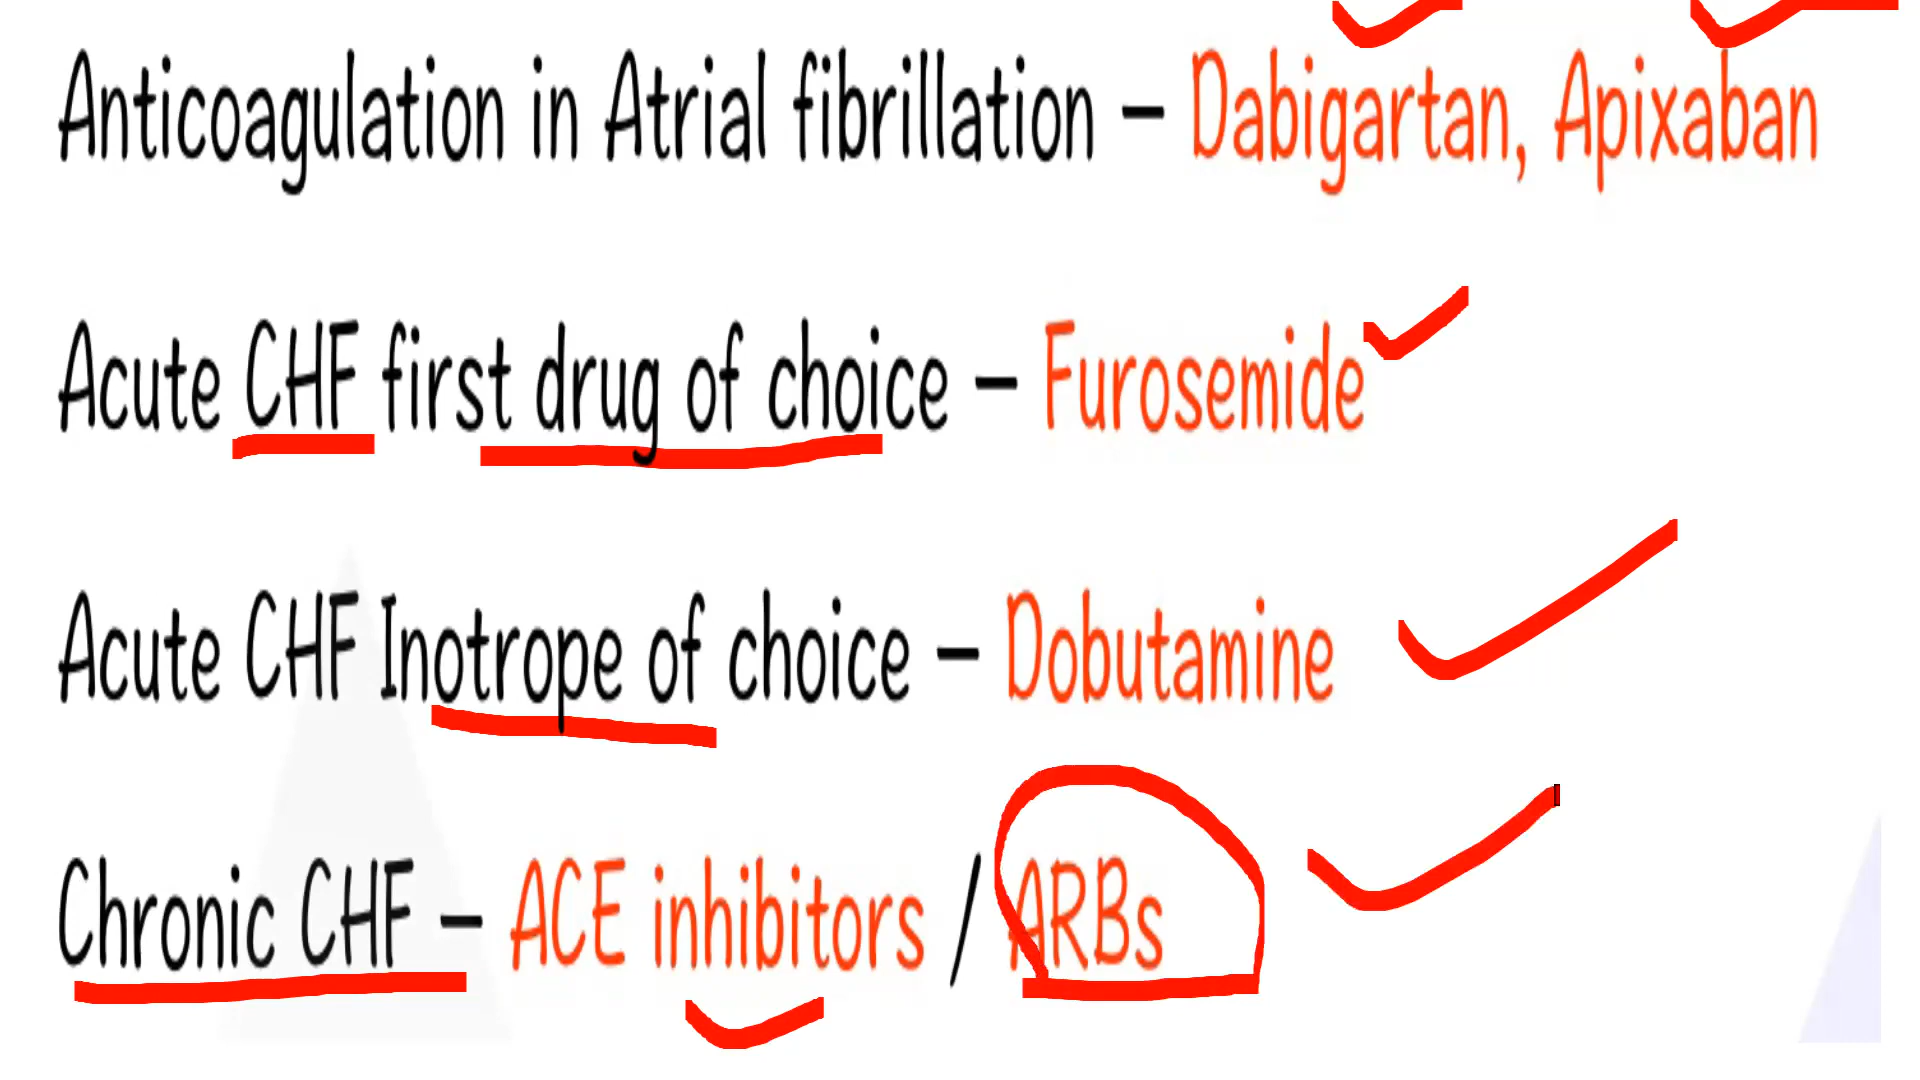 Anticoagulation in Atrial fibrillation – Dabigartan, Apixaban
Acute CHF first drug of choice – Furosemide
Acute CHF Inotrope of choice – Dobutamine
Chronic CHF – ACE inhibitors / ARBs